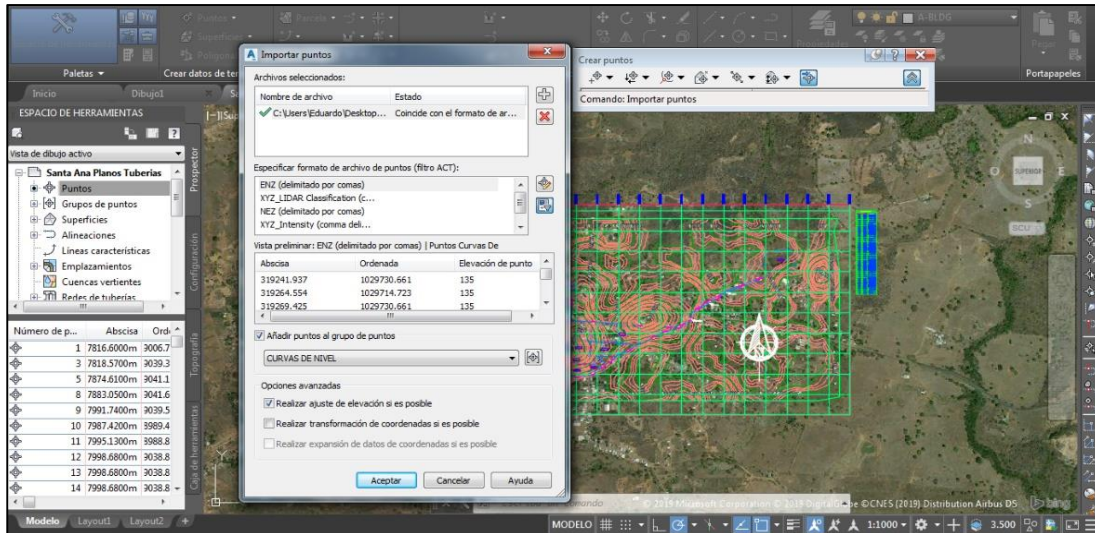 A-BLDG
Puntos
Parcela
Superficies
Propiedades
Pegar
Paletas
Crear datos de ter
Portapapeles
Inicio
Dibujo1
Importar puntos
Archivos seleccionados:
Nombre de archivo Estado
C:\Users\Eduardo\Desktop... Coincide con el formato de ar...
Especificar formato de archivo de puntos (filtro ACT):
ENZ (delimitado por comas)
XYZ_LIDAR Classification (c...
NEZ (delimitado por comas)
XYZ_Intensity (comma deli...
Vista preliminar: ENZ (delimitado por comas) | Puntos Curvas De
Abscisa Ordenada Elevación de punto
319241.937 1029730.661 135
319264.554 1029714.723 135
319269.425 1029730.661 135
Añadir puntos al grupo de puntos
CURVAS DE NIVEL
Opciones avanzadas
Realizar ajuste de elevación si es posible
Realizar transformación de coordenadas si es posible
Realizar expansión de datos de coordenadas si es posible
Aceptar Cancelar Ayuda
Crear puntos
Comando: Importar puntos
ESPACIO DE HERRAMIENTAS
Vista de dibujo activo
Santa Ana Planos Tuberias
Puntos
Grupos de puntos
Superficies
Alineaciones
Líneas características
Emplazamientos
Cuencas vertientes
Redes de tuberías
Prospector
Configuración
Topografía
Caja de herramientas
Número de p... Abscisa Ord
1 7816.6000m 3006.7
3 7818.5700m 3039.3
5 7874.6100m 3041.1
8 7883.0500m 3041.6
9 7991.7400m 3039.5
10 7987.4200m 3989.4
11 7995.1300m 3988.8
12 7998.6800m 3038.8
13 7998.6800m 3038.8
14 7998.6800m 3038.8
N
O SUPERIOR E
S
SCU
© 2019 Microsoft Corporation © 2019 DigitalGlobe ©CNES (2019) Distribution Airbus DS
bing
Modelo Layout1 Layout2 +
MODELO 1:1000 3.500